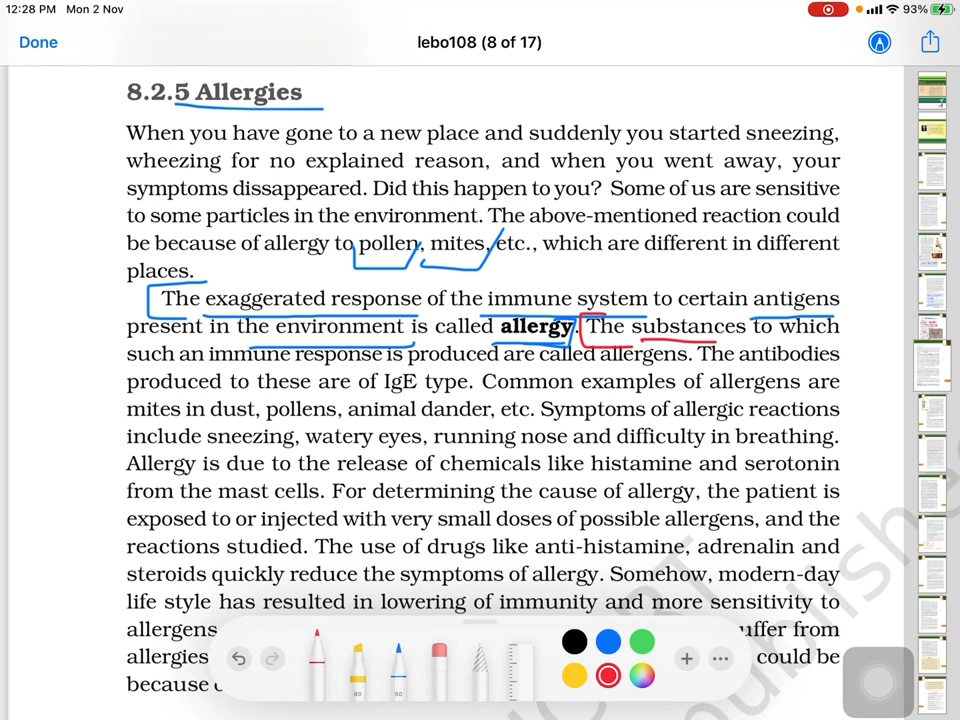 12:28 PM Mon 2 Nov 93%
Done lebo108 (8 of 17)
8.2.5 Allergies
When you have gone to a new place and suddenly you started sneezing,
wheezing for no explained reason, and when you went away, your
symptoms dissappeared. Did this happen to you? Some of us are sensitive
to some particles in the environment. The above-mentioned reaction could
be because of allergy to pollen, mites, etc., which are different in different
places.
The exaggerated response of the immune system to certain antigens
present in the environment is called allergy. The substances to which
such an immune response is produced are called allergens. The antibodies
produced to these are of IgE type. Common examples of allergens are
mites in dust, pollens, animal dander, etc. Symptoms of allergic reactions
include sneezing, watery eyes, running nose and difficulty in breathing.
Allergy is due to the release of chemicals like histamine and serotonin
from the mast cells. For determining the cause of allergy, the patient is
exposed to or injected with very small doses of possible allergens, and the
reactions studied. The use of drugs like anti-histamine, adrenalin and
steroids quickly reduce the symptoms of allergy. Somehow, modern-day
life style has resulted in lowering of immunity and more sensitivity to
allergens uffer from
allergies could be
because
80 50